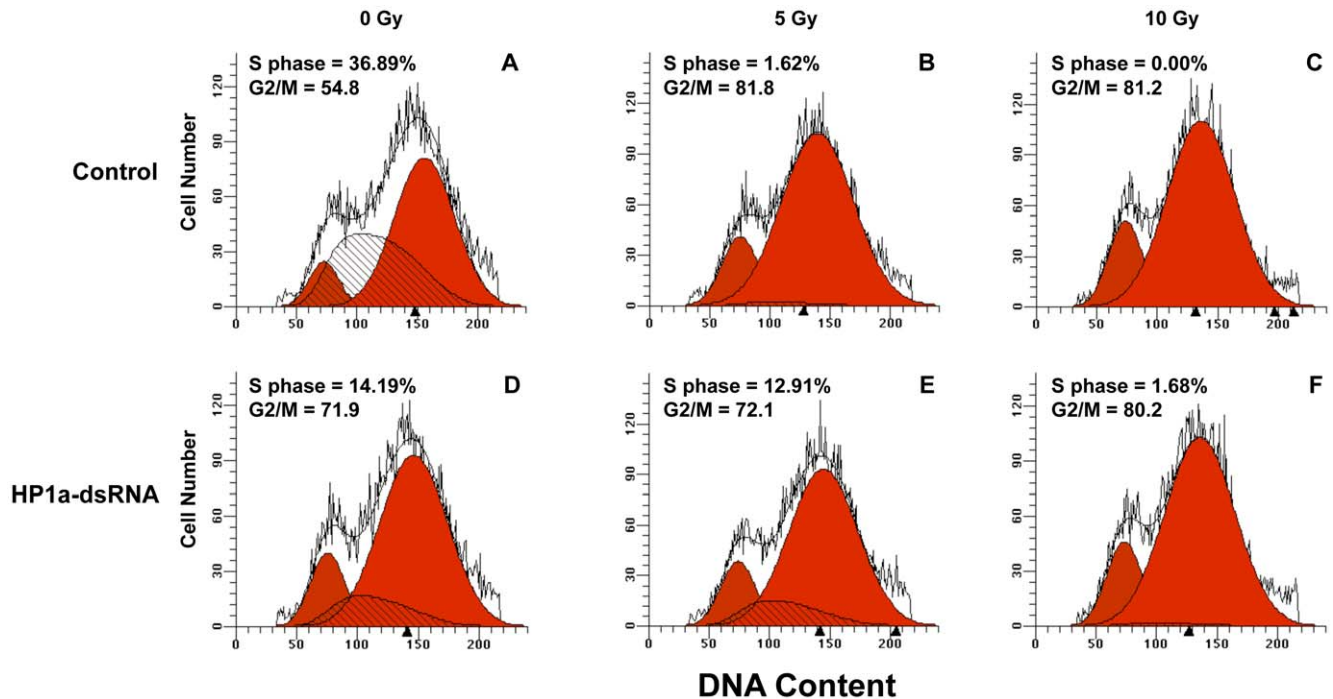 0 Gy
5 Gy
10 Gy
Control
Cell Number
S phase = 36.89%
G2/M = 54.8
A
120
90
60
30
0
0 50 100 150 200
S phase = 1.62%
G2/M = 81.8
B
120
90
60
30
0
0 50 100 150 200
S phase = 0.00%
G2/M = 81.2
C
120
90
60
30
0
0 50 100 150 200
HP1a-dsRNA
Cell Number
S phase = 14.19%
G2/M = 71.9
D
120
90
60
30
0
0 50 100 150 200
S phase = 12.91%
G2/M = 72.1
E
120
90
60
30
0
0 50 100 150 200
S phase = 1.68%
G2/M = 80.2
F
120
90
60
30
0
0 50 100 150 200
DNA Content